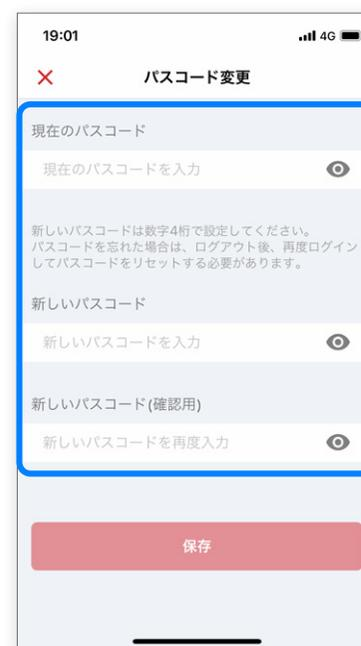 19:01
4G
パスコード変更
現在のパスコード
現在のパスコードを入力
新しいパスコードは数字4桁で設定してください。
パスコードを忘れた場合は、ログアウト後、再度ログイン
してパスコードをリセットする必要があります。
新しいパスコード
新しいパスコードを入力
新しいパスコード(確認用)
新しいパスコードを再度入力
保存